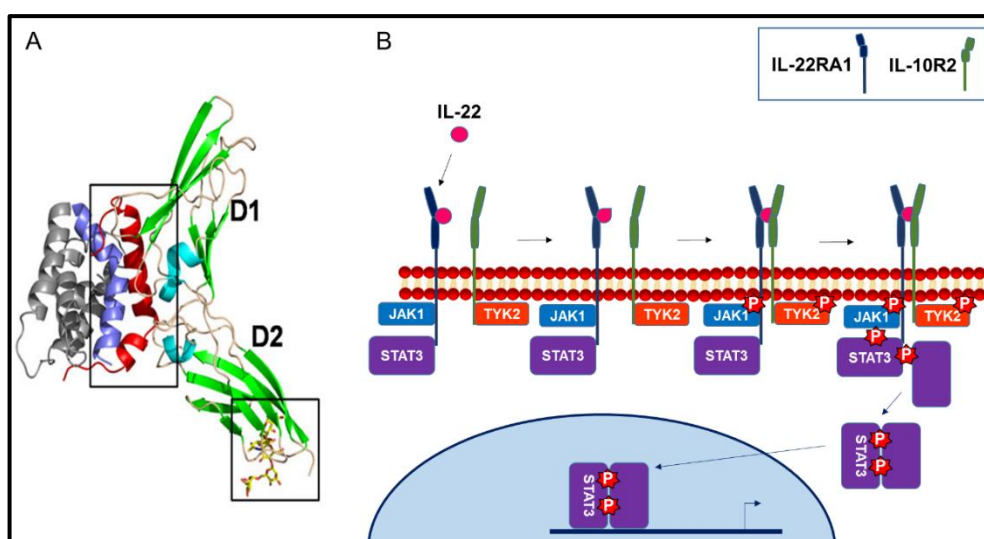 A
D1
D2
B
IL-22RA1
IL-10R2
IL-22
JAK1
TYK2
STAT3
JAK1
TYK2
STAT3
P
P
JAK1
TYK2
STAT3
P
P
JAK1
TYK2
P
STAT3
P
P
P
STAT3
P
P
STAT3